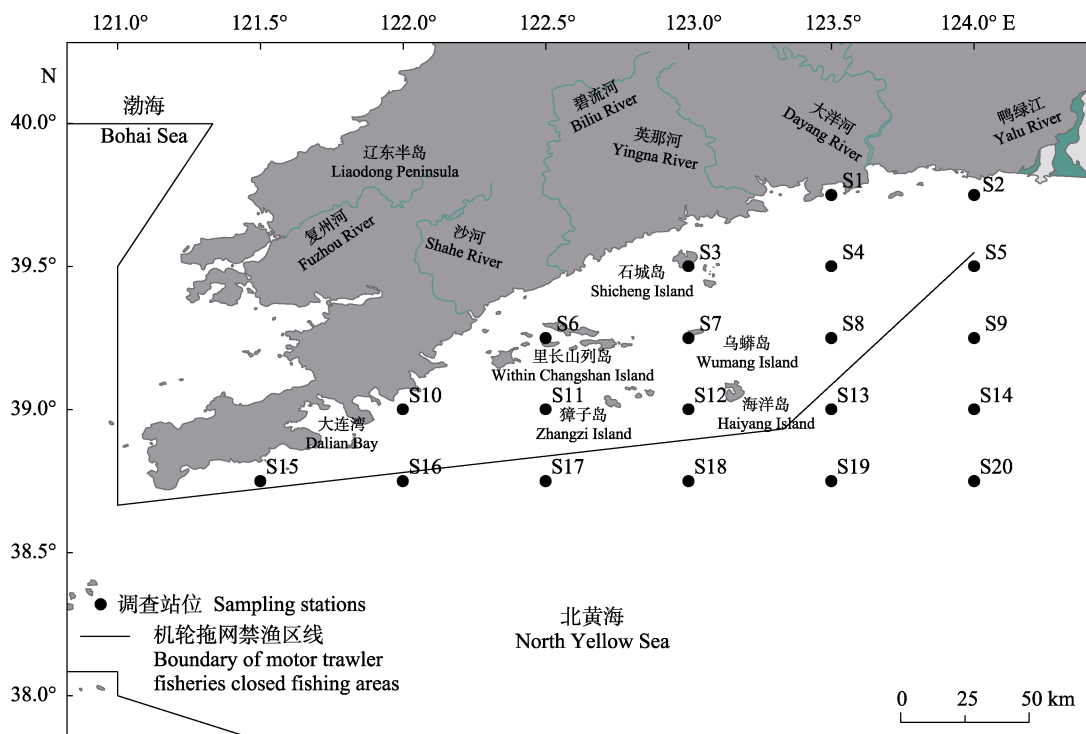 121.0° 121.5° 122.0° 122.5° 123.0° 123.5° 124.0° E
N
渤海
Bohai Sea
40.0°
39.5°
39.0°
38.5°
38.0°
碧流河
Biliu River
英那河
Yingna River
大洋河
Dayang River
鸭绿江
Yalu River
辽东半岛
Liaodong Peninsula
复州河
Fuzhou River
沙河
Shahe River
S1
S2
石城岛
Shicheng Island
S3
S4
S5
S6
S7
S8
S9
里长山列岛
Within Changshan Island
乌蟒岛
Wumang Island
S10
S11
S12
S13
S14
大连湾
Dalian Bay
獐子岛
Zhangzi Island
海洋岛
Haiyang Island
S15
S16
S17
S18
S19
S20
调查站位 Sampling stations
机轮拖网禁渔区线
Boundary of motor trawler
fisheries closed fishing areas
北黄海
North Yellow Sea
0 25 50 km